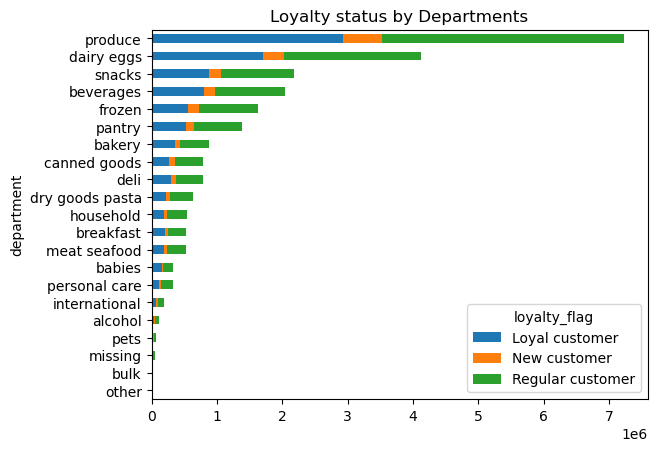 Loyalty status by Departments
department
produce
dairy eggs
snacks
beverages
frozen
pantry
bakery
canned goods
deli
dry goods pasta
household
breakfast
meat seafood
babies
personal care
international
alcohol
pets
missing
bulk
other
loyalty_flag
Loyal customer
New customer
Regular customer
0 1 2 3 4 5 6 7
1e6